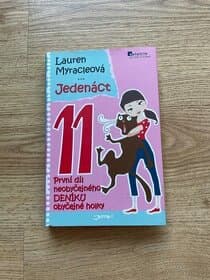 Lauren
Myracleová
...
Jedenáct
11
První díl
neobyčejného
DENÍKU
obyčejné holky